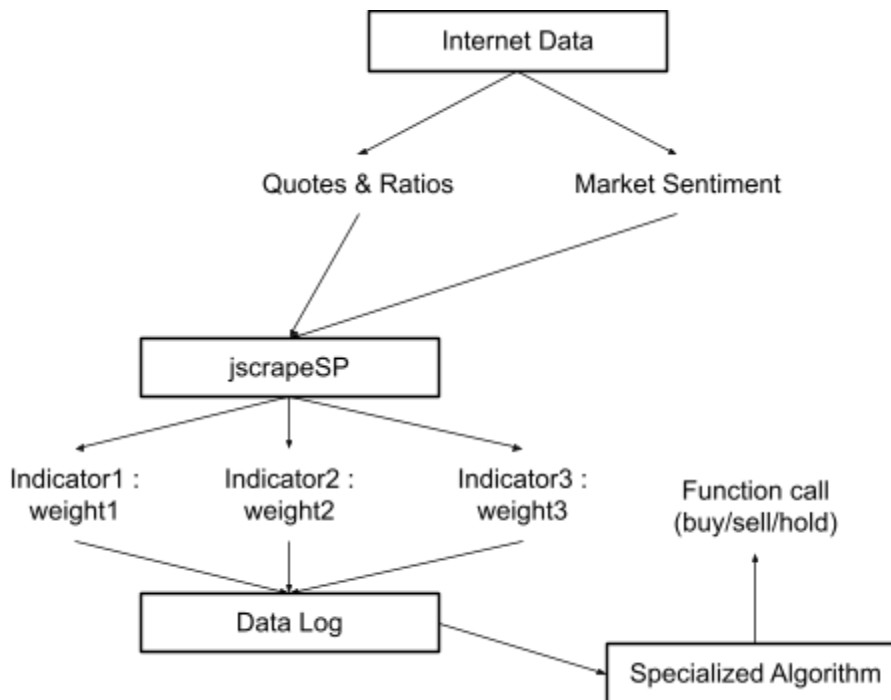 Internet Data
Quotes & Ratios
Market Sentiment
jscrapeSP
Indicator1 :
weight1
Indicator2 :
weight2
Indicator3 :
weight3
Function call
(buy/sell/hold)
Data Log
Specialized Algorithm